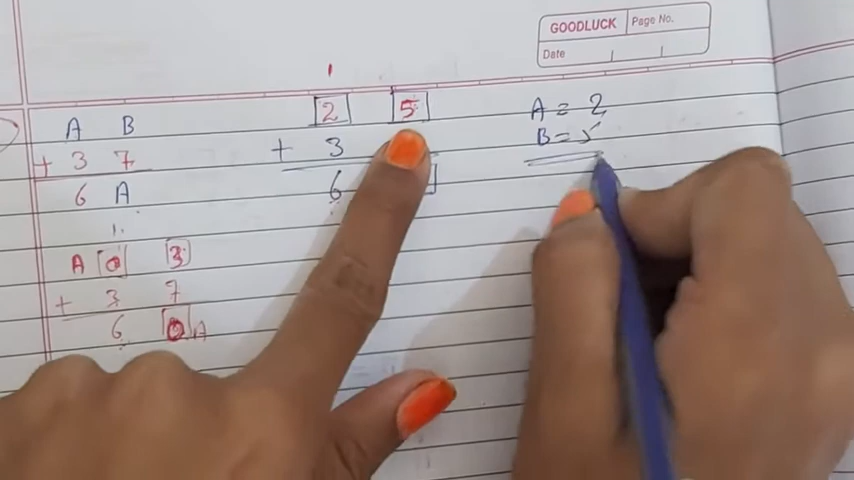 GOODLUCK Page No.
Date
1
A B
+ 3 7
6 A
2 5
+ 3
6
A = 2
B = 5
1
A 0 3
+ 3 7
6 0 A